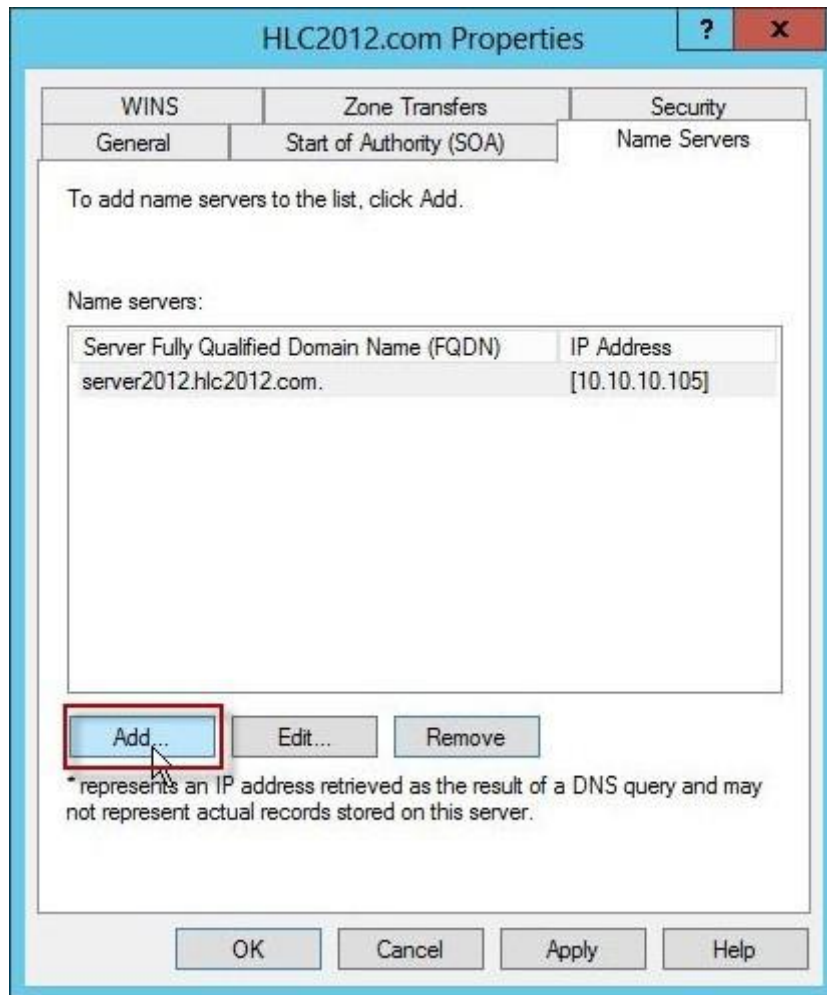 HLC2012.com Properties
?
x
WINS
Zone Transfers
Security
General
Start of Authority (SOA)
Name Servers
To add name servers to the list, click Add.
Name servers:
Server Fully Qualified Domain Name (FQDN)
IP Address
server2012.hlc2012.com.
[10.10.10.105]
Add...
Edit...
Remove
* represents an IP address retrieved as the result of a DNS query and may
not represent actual records stored on this server.
OK
Cancel
Apply
Help